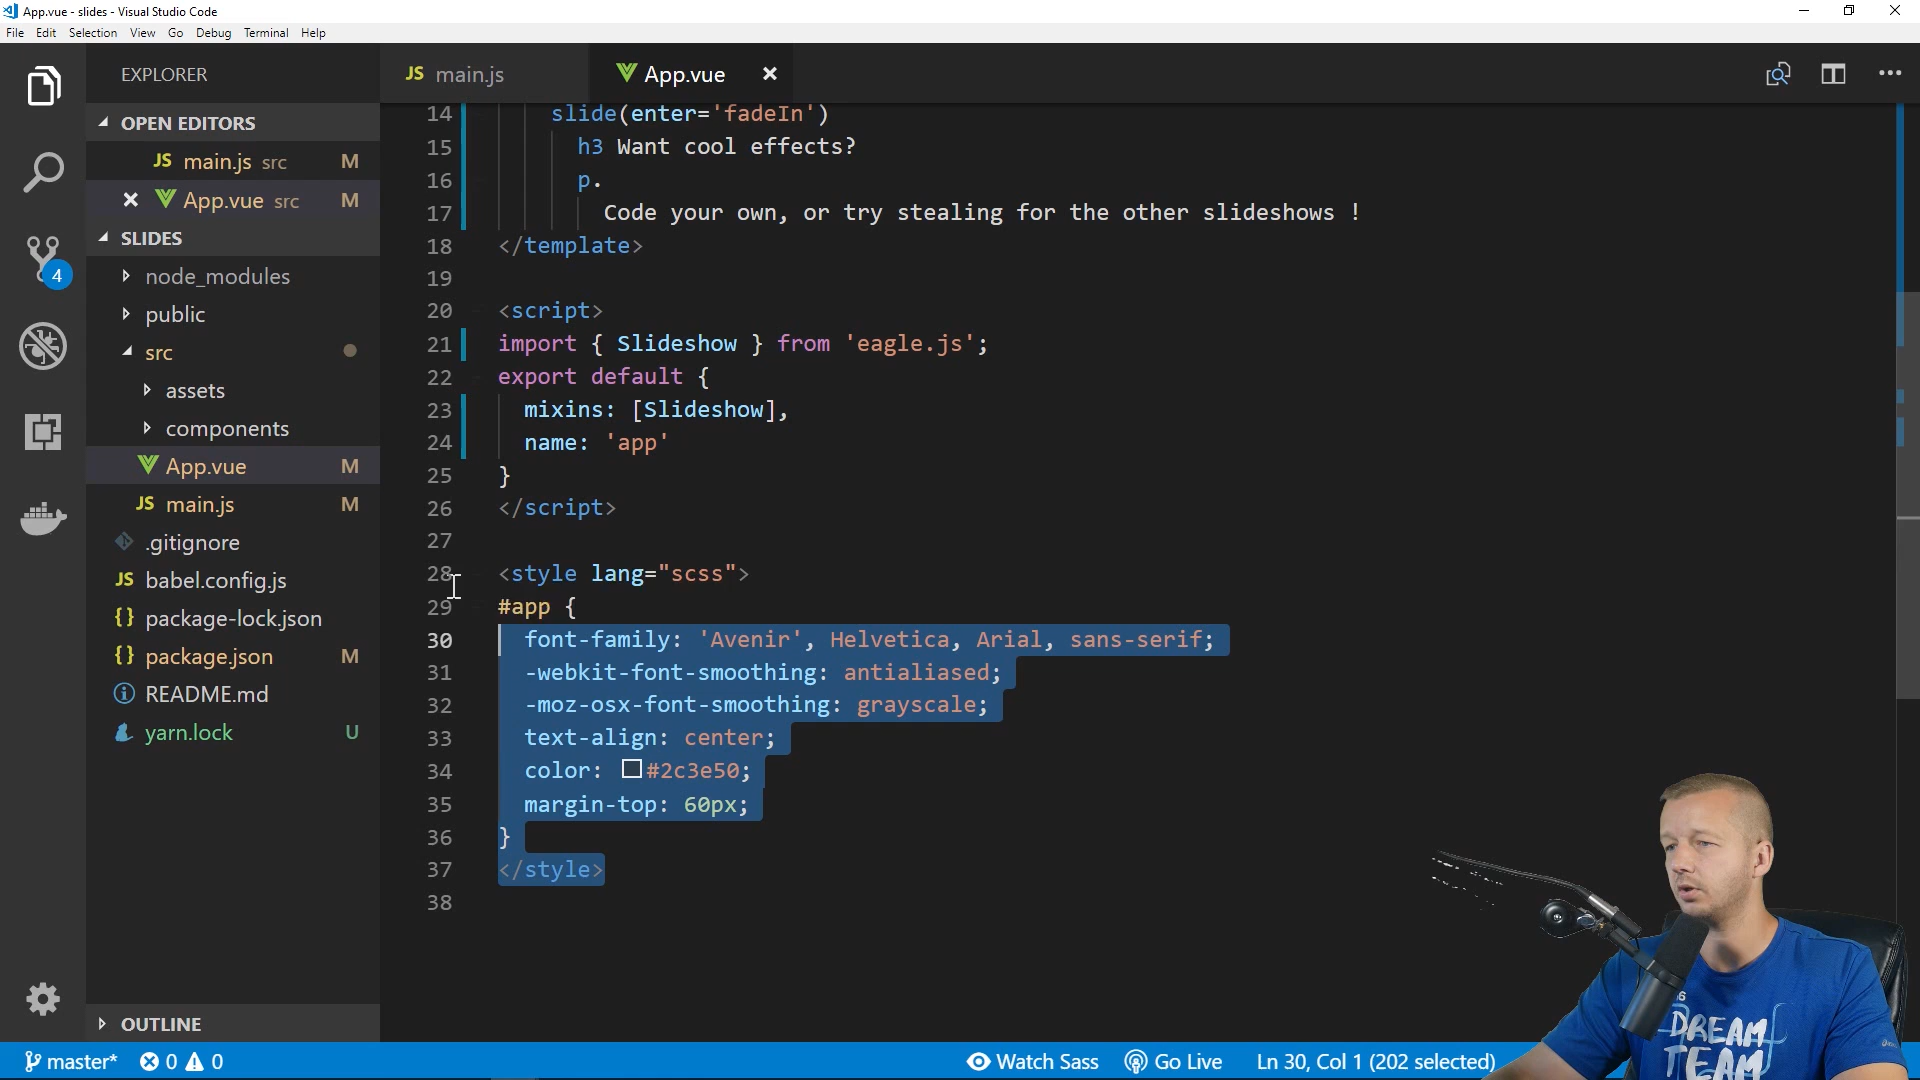 App.vue - slides - Visual Studio Code
File Edit Selection View Go Debug Terminal Help
EXPLORER
JS main.js
App.vue
OPEN EDITORS
JS main.js src M
App.vue src M
SLIDES
node_modules
public
src
assets
components
App.vue M
JS main.js M
.gitignore
JS babel.config.js
{} package-lock.json
{} package.json M
README.md
yarn.lock U
OUTLINE
4
14 slide(enter='fadeIn')
15 h3 Want cool effects?
16 p.
17 Code your own, or try stealing for the other slideshows !
18 </template>
19
20 <script>
21 import { Slideshow } from 'eagle.js';
22 export default {
23 mixins: [Slideshow],
24 name: 'app'
25 }
26 </script>
27
28 <style lang="scss">
29 #app {
30 font-family: 'Avenir', Helvetica, Arial, sans-serif;
31 -webkit-font-smoothing: antialiased;
32 -moz-osx-font-smoothing: grayscale;
33 text-align: center;
34 color: #2c3e50;
35 margin-top: 60px;
36 }
37 </style>
38
DREAM
TEAM
master* 0 0 Watch Sass Go Live Ln 30, Col 1 (202 selected)